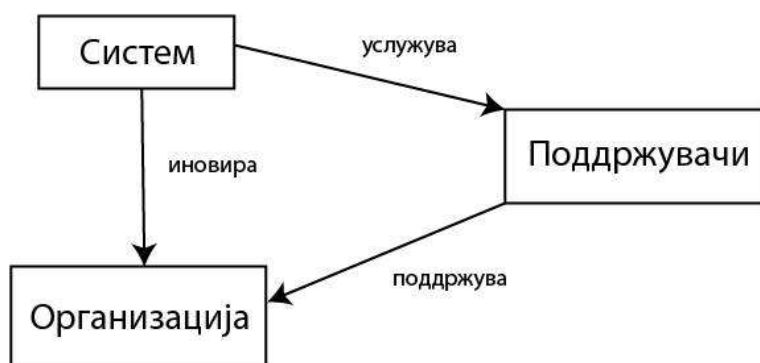 Систем
услужува
Поддржувачи
иновира
поддржува
Организација